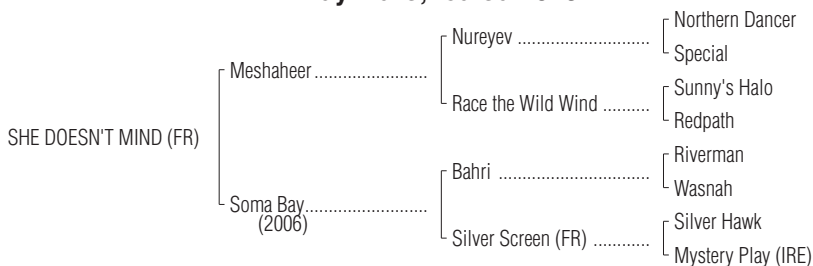 Northern Dancer
Nureyev ............................
Special
Meshaheer ........................
Sunny's Halo
Race the Wild Wind ..........
Redpath
SHE DOESN'T MIND (FR)
Riverman
Bahri ................................
Wasnah
Soma Bay..........................
(2006)
Silver Hawk
Silver Screen (FR) ............
Mystery Play (IRE)